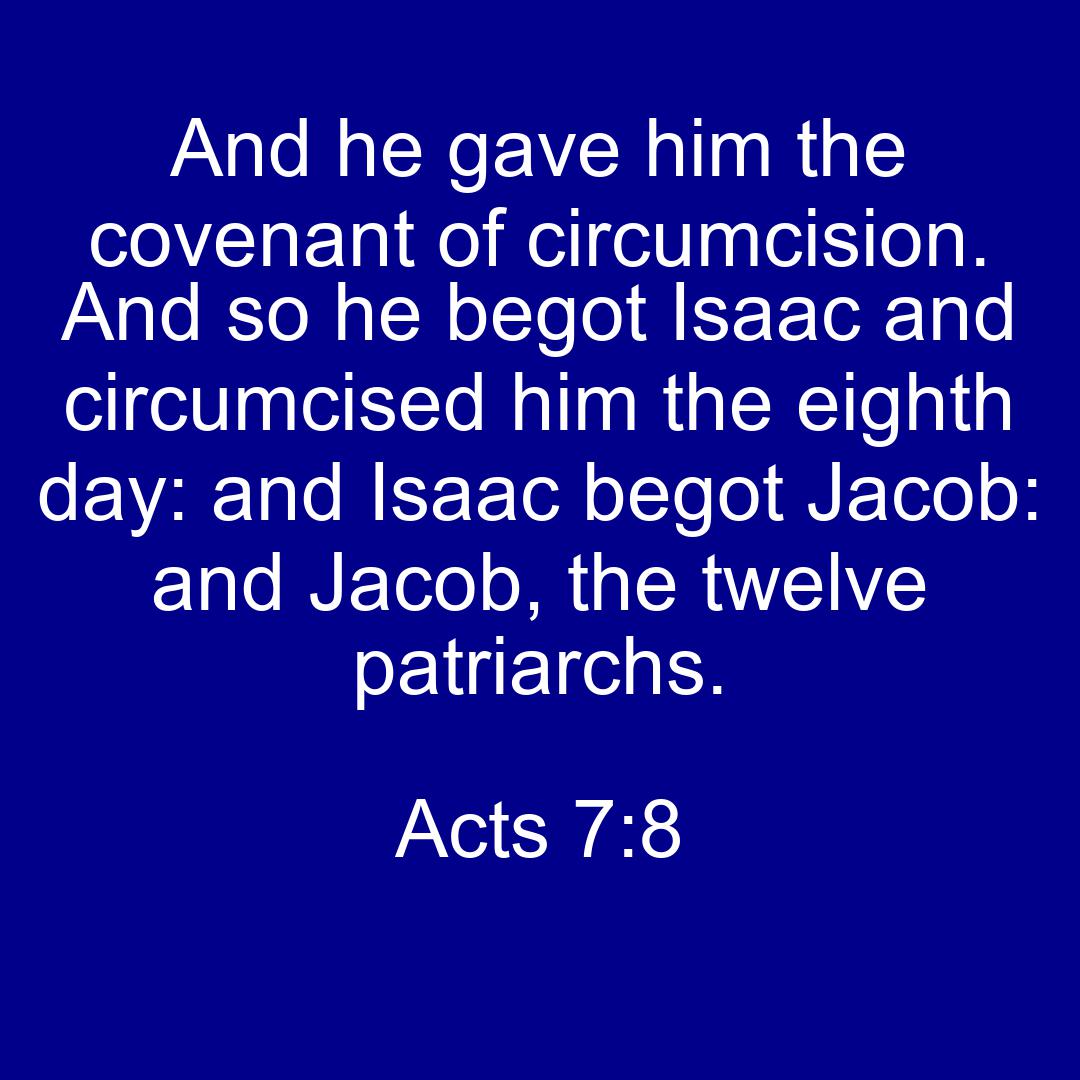 And he gave him the
covenant of circumcision.
And so he begot Isaac and
circumcised him the eighth
day: and Isaac begot Jacob:
and Jacob, the twelve
patriarchs.
Acts 7:8